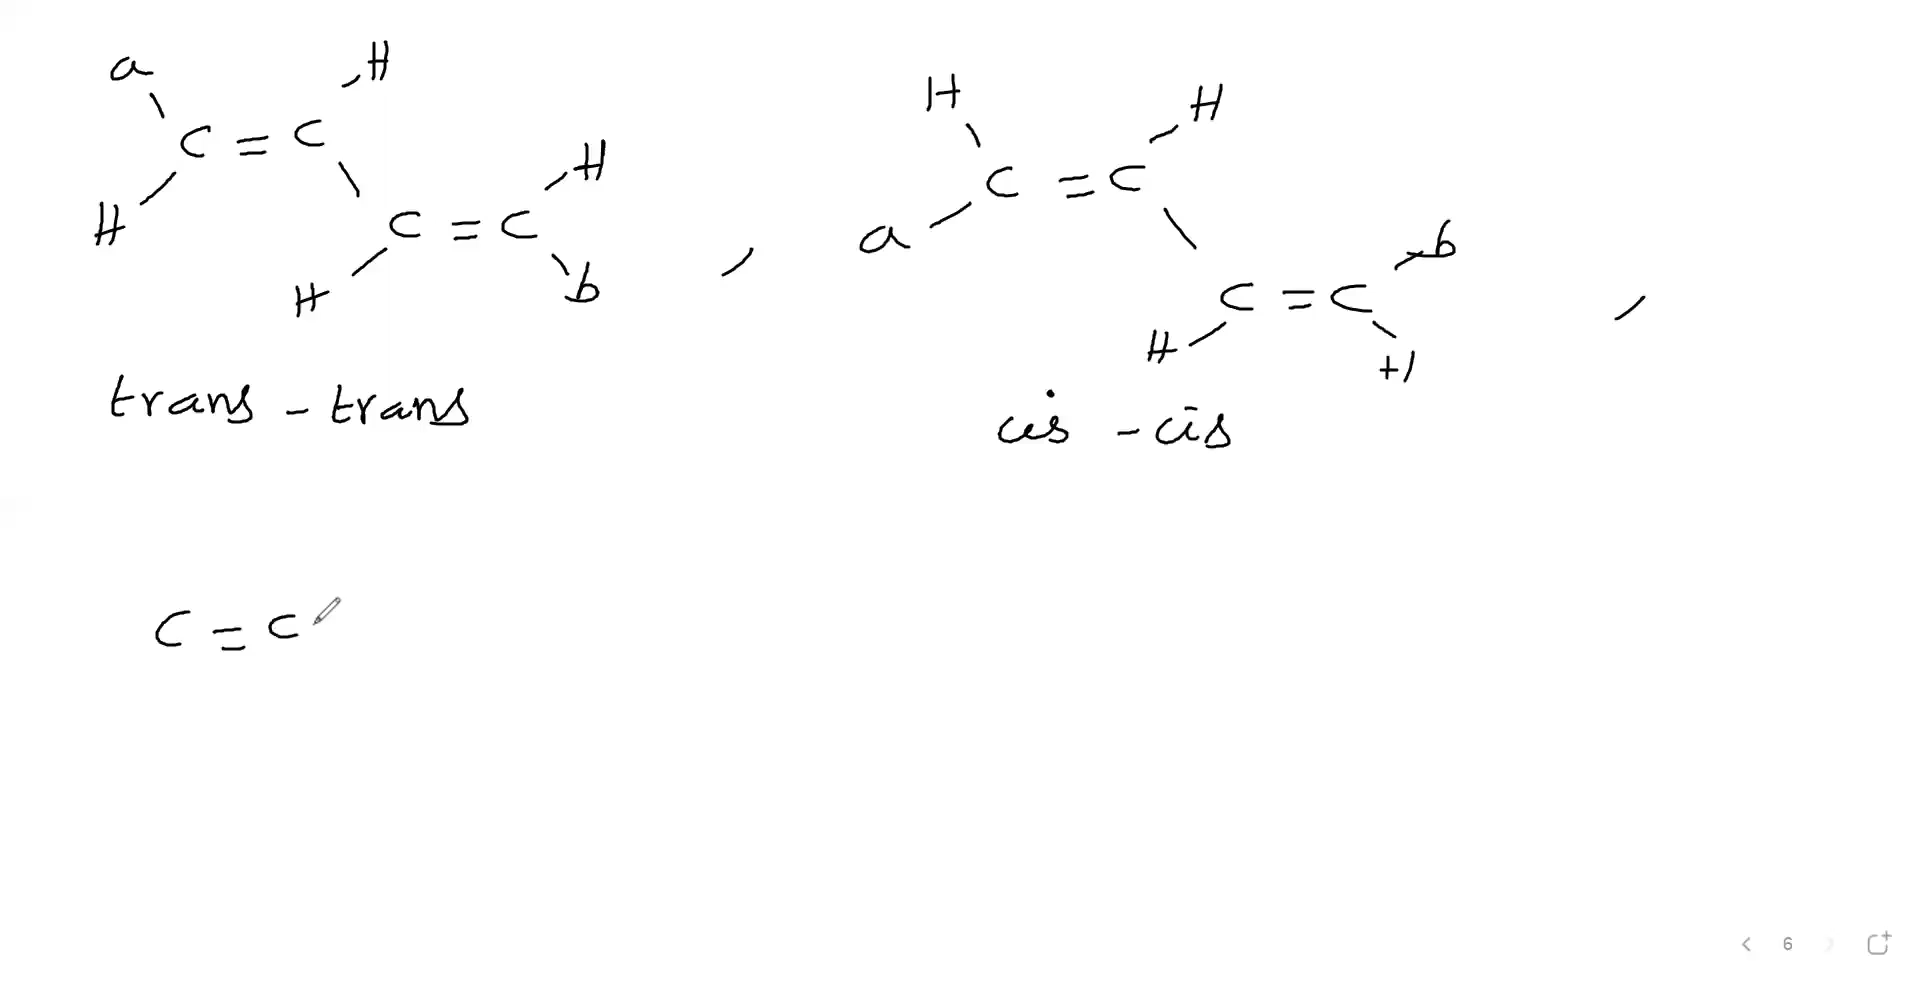 a H
H H
C = C H
H
C = C
H a
C = C b
, C = C ,
H b H H
trans - trans cis - cis
C = C
< 6 >